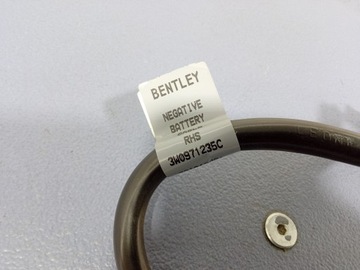 BENTLEY
NEGATIVE
BATTERY
RHS
3W0971235C